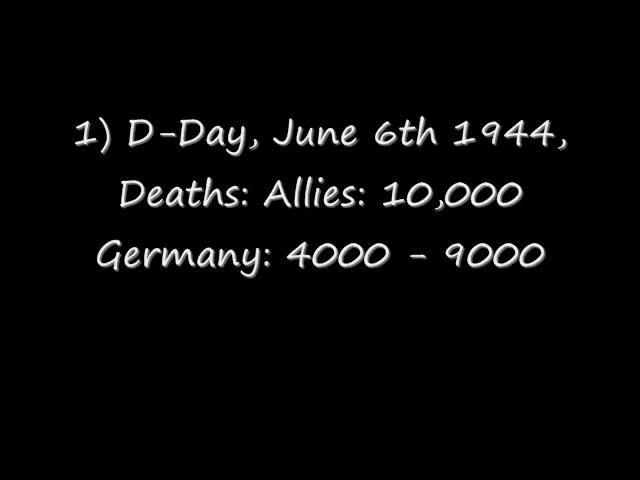 1) D-Day, June 6th 1944,
Deaths: Allies: 10,000
Germany: 4000 - 9000